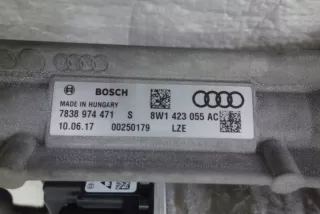 BOSCH
MADE IN HUNGARY
7838 974 471 S 8W1 423 055 AC
10.06.17 00250179 LZE